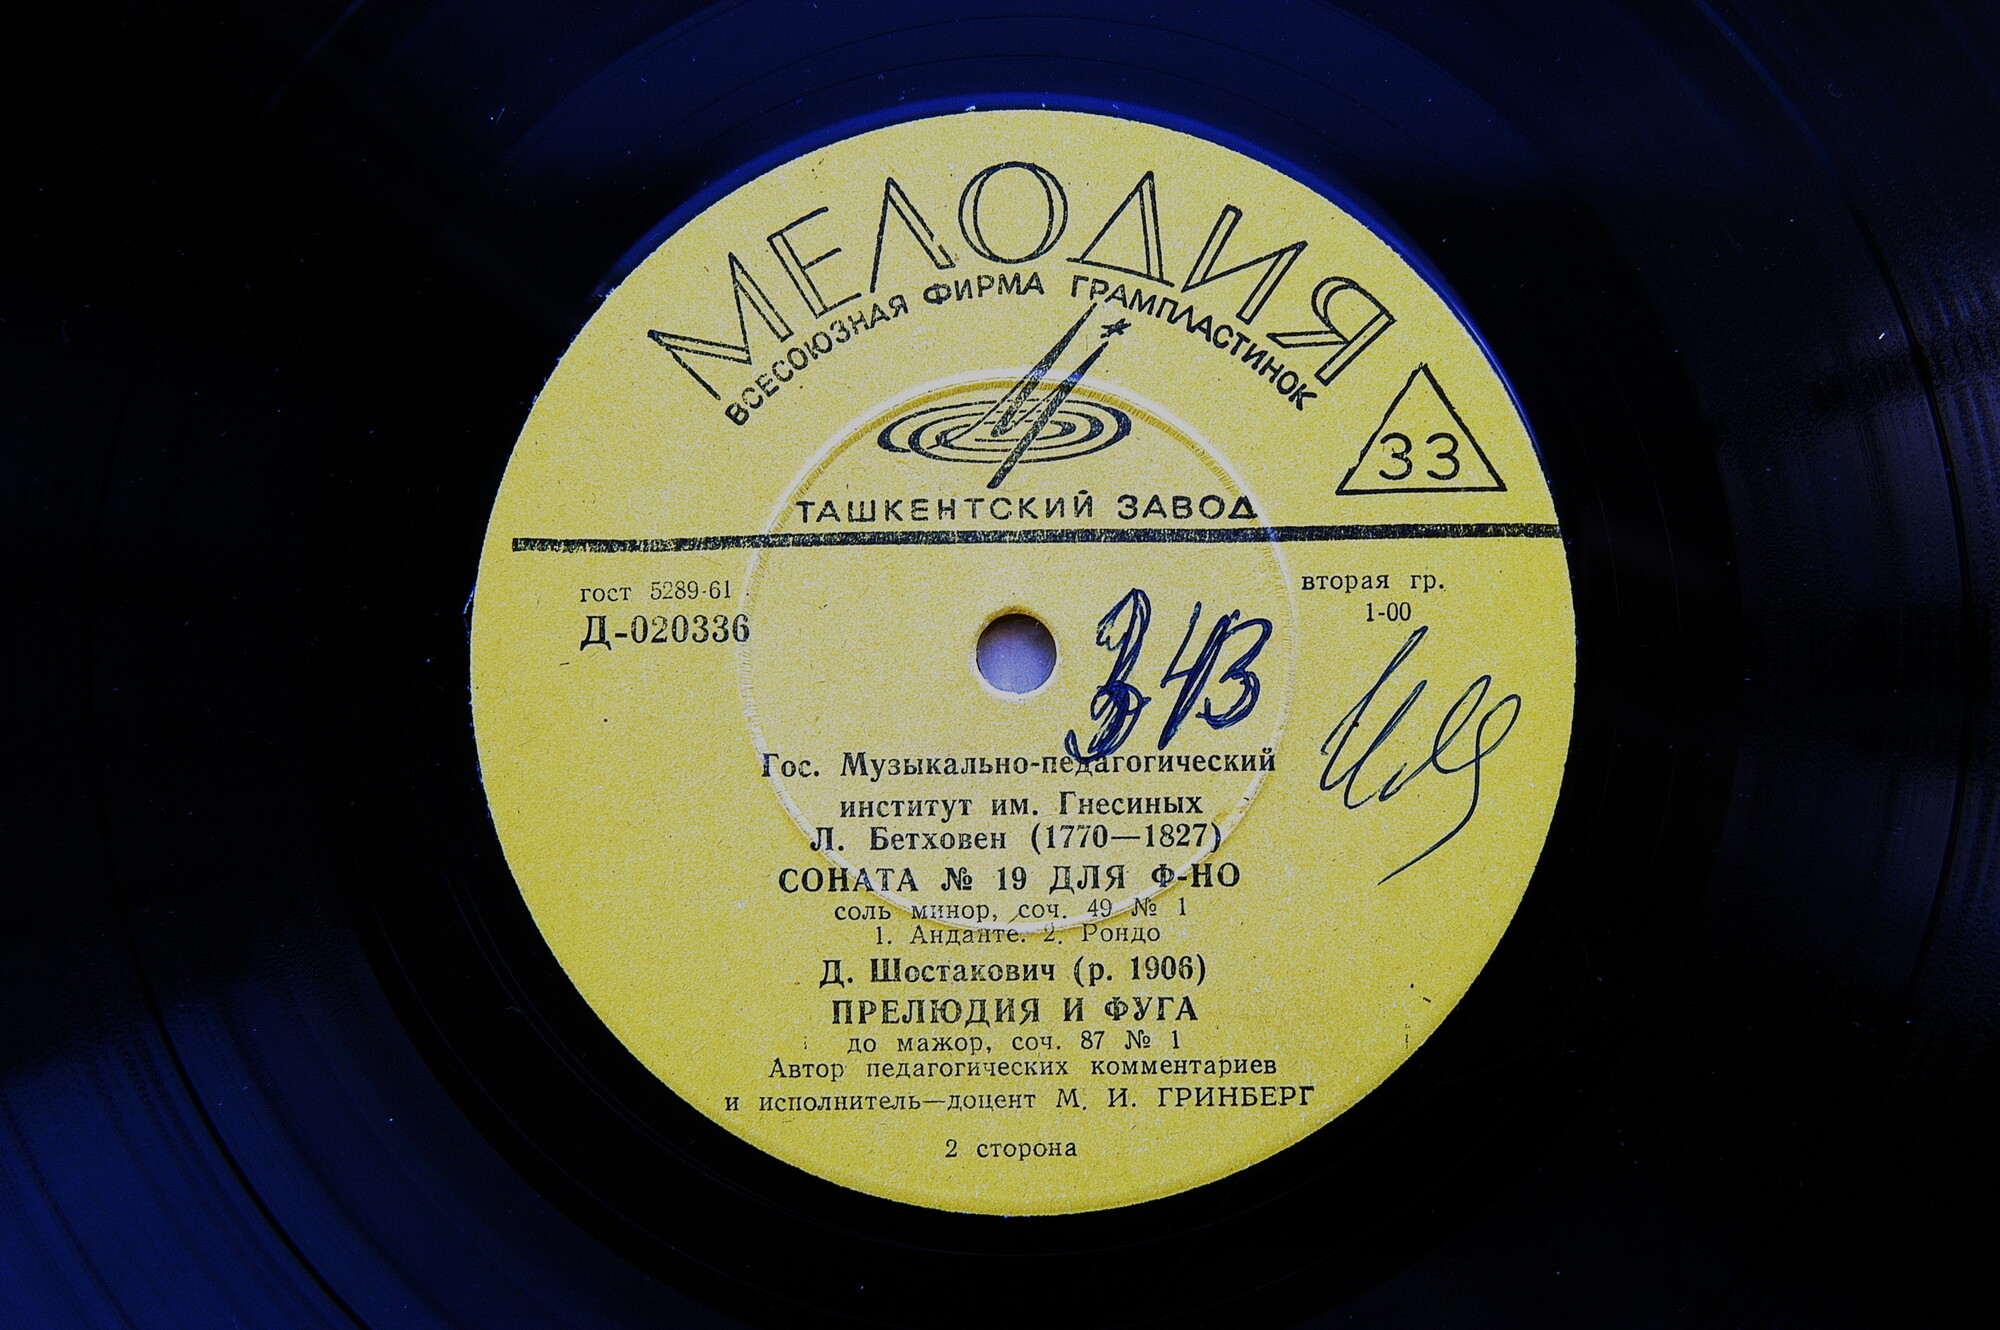 МЕЛОДИЯ
ВСЕСОЮЗНАЯ ФИРМА ГРАМПЛАСТИНОК
33
ТАШКЕНТСКИЙ ЗАВОД
гост 5289-61
Д-020336
вторая гр.
1-00
343
Гос. Музыкально-педагогический
институт им. Гнесиных
Л. Бетховен (1770—1827)
СОНАТА № 19 ДЛЯ Ф-НО
соль минор, соч. 49 № 1
1. Анданте. 2. Рондо
Д. Шостакович (р. 1906)
ПРЕЛЮДИЯ И ФУГА
до мажор, соч. 87 № 1
Автор педагогических комментариев
и исполнитель—доцент М. И. ГРИНБЕРГ
2 сторона